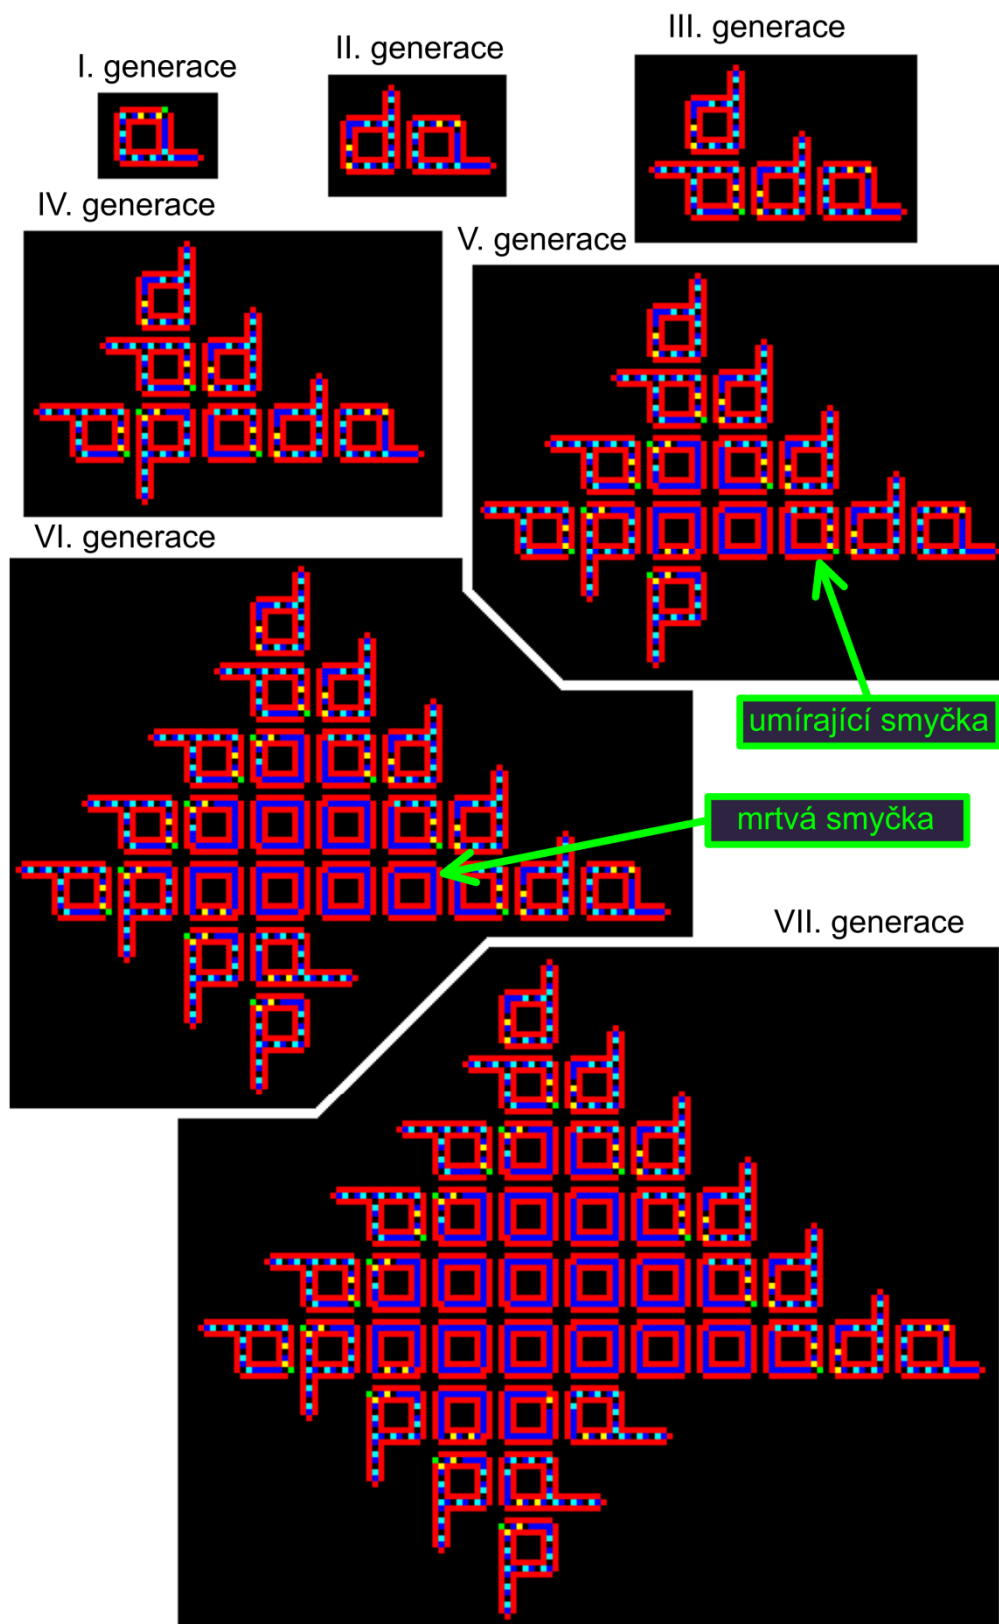 I. generace
II. generace
III. generace
IV. generace
V. generace
VI. generace
umírající smyčka
mrtvá smyčka
VII. generace